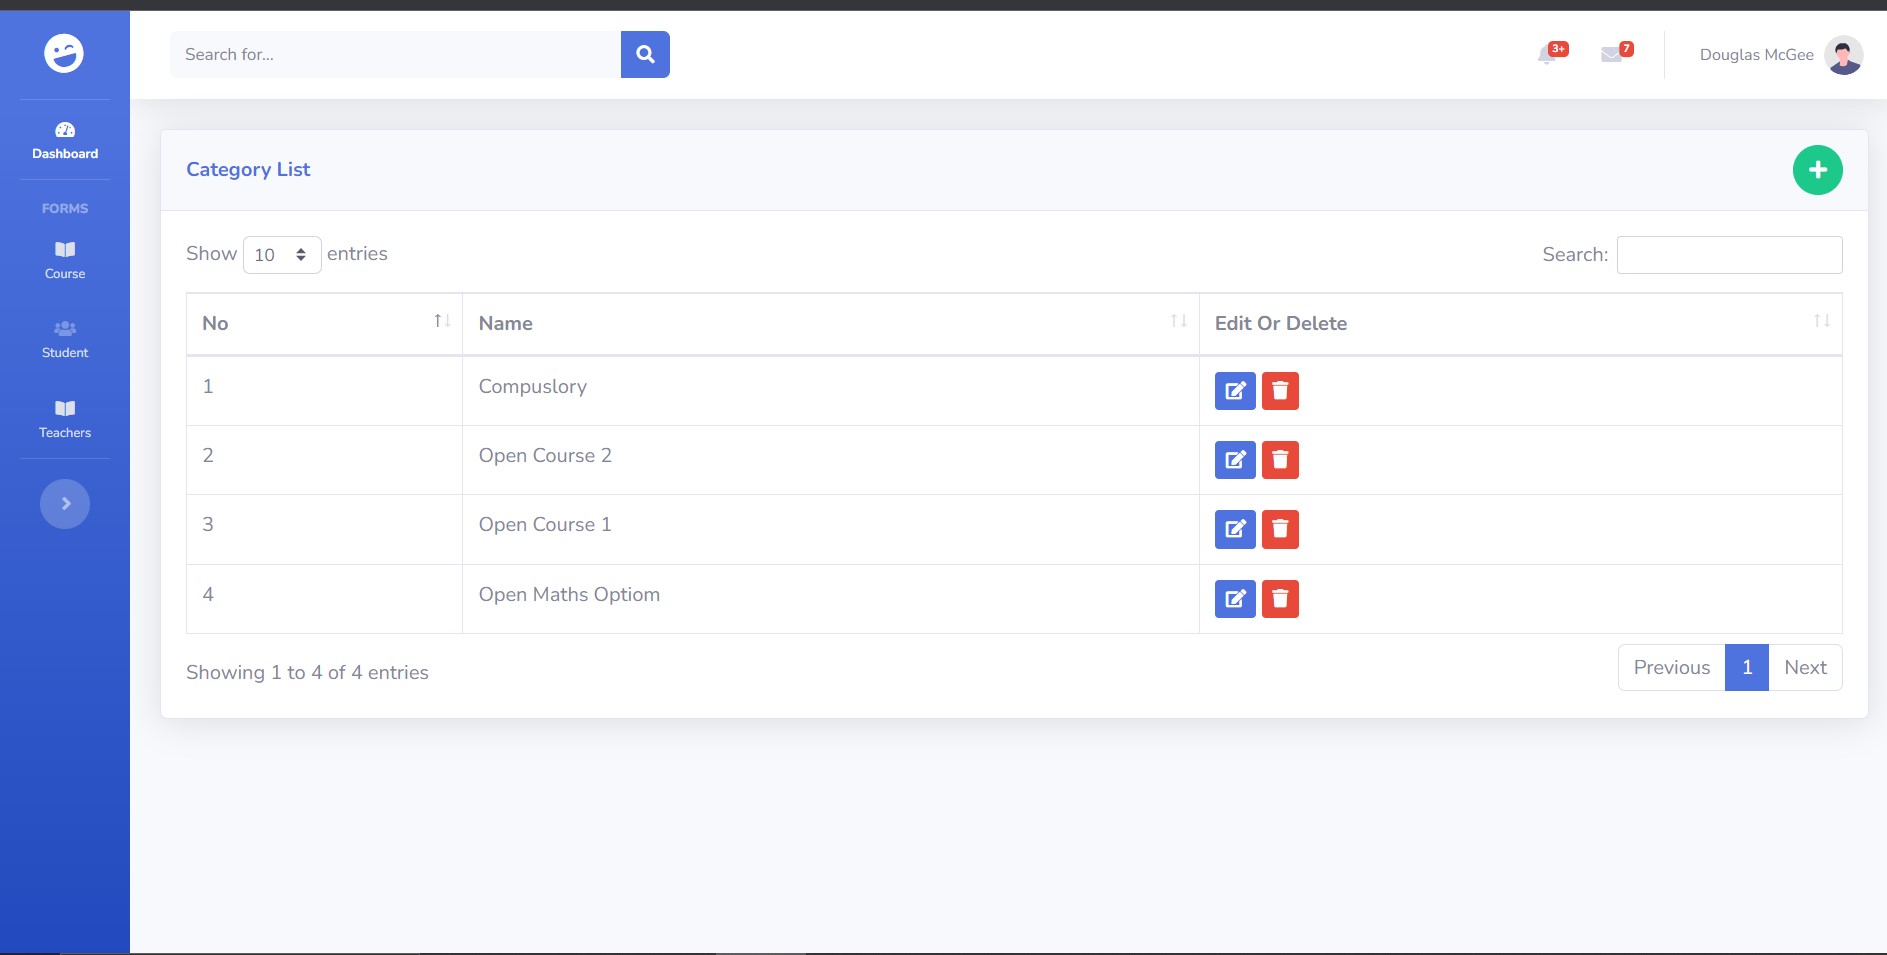 Search for...
3+
7
Douglas McGee
Dashboard
FORMS
Course
Student
Teachers
Category List
Show 10 entries
Search:
No Name Edit Or Delete
1 Compuslory
2 Open Course 2
3 Open Course 1
4 Open Maths Optiom
Showing 1 to 4 of 4 entries
Previous 1 Next